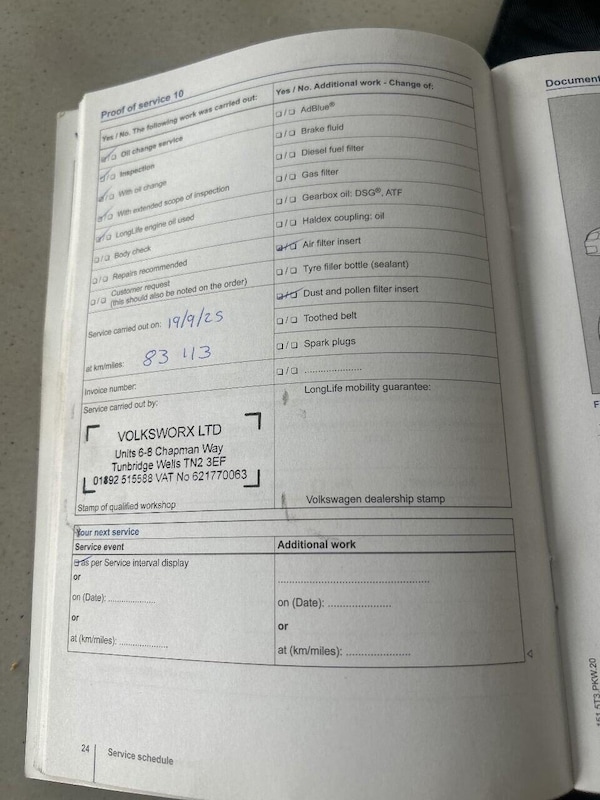 Proof of service 10
Yes / No. The following work was carried out:
☑/☐ Oil change service
☑/☐ Inspection
☑/☐ With oil change
☑/☐ With extended scope of inspection
☑/☐ LongLife engine oil used
☐/☐ Body check
☐/☐ Repairs recommended
☐/☐ Customer request
(this should also be noted on the order)
Service carried out on: 19/9/25
at km/miles: 83 113
Invoice number:
Service carried out by:
VOLKSWORX LTD
Units 6-8 Chapman Way
Tunbridge Wells TN2 3EF
01892 515588 VAT No 621770063
Stamp of qualified workshop
Yes / No. Additional work - Change of:
☐/☐ AdBlue®
☐/☐ Brake fluid
☐/☐ Diesel fuel filter
☐/☐ Gas filter
☐/☐ Gearbox oil: DSG®, ATF
☐/☐ Haldex coupling: oil
☑/☐ Air filter insert
☐/☐ Tyre filler bottle (sealant)
☑/☐ Dust and pollen filter insert
☐/☐ Toothed belt
☐/☐ Spark plugs
☐/☐ .....................
LongLife mobility guarantee:
Volkswagen dealership stamp
Your next service
Service event
☑ as per Service interval display
or
on (Date): .................
or
at (km/miles): .................
Additional work
.....................................................
on (Date): ......................
or
at (km/miles): ......................
24
Service schedule
Document
151.5T3.PKW.20